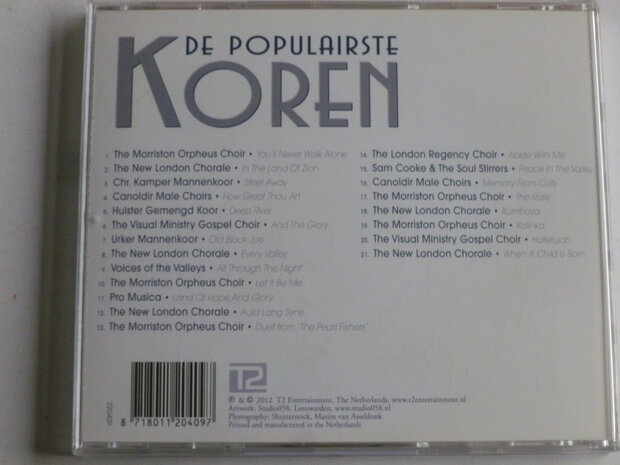 DE POPULAIRSTE
KOREN
1. The Morriston Orpheus Choir • You'll Never Walk Alone
2. The New London Chorale • In The Land Of Zion
3. Chr. Kamper Mannenkoor • Steel Away
4. Canoldir Male Choirs • How Great Thou Art
5. Hulster Gemengd Koor • Deep River
6. The Visual Ministry Gospel Choir • And The Glory
7. Urker Mannenkoor • Old Black Joe
8. The New London Chorale • Every Valley
9. Voices of the Valleys • All Through The Night
10. The Morriston Orpheus Choir • Let It Be Me
11. Pro Musica • Land Of Hope And Glory
12. The New London Chorale • Auld Lang Syne
13. The Morriston Orpheus Choir • Duet from "The Pearl Fishers"
14. The London Regency Choir • Abide With Me
15. Sam Cooke & The Soul Stirrers • Peace In The Valley
16. Canoldir Male Choirs • Memory From Cats
17. The Morriston Orpheus Choir • The Rose
18. The New London Chorale • Kumbaya
19. The Morriston Orpheus Choir • Kalinka
20. The Visual Ministry Gospel Choir • Hallelujah
21. The New London Chorale • When A Child Is Born
220409
8 718011 204097
T2
℗ & © 2012 T2 Entertainment, The Netherlands, www.t2entertainment.nl
Artwork: Studio058, Leeuwarden, www.studio058.nl
Photography: Shutterstock, Maxim van Asseldonk
Printed and manufactured in the Netherlands